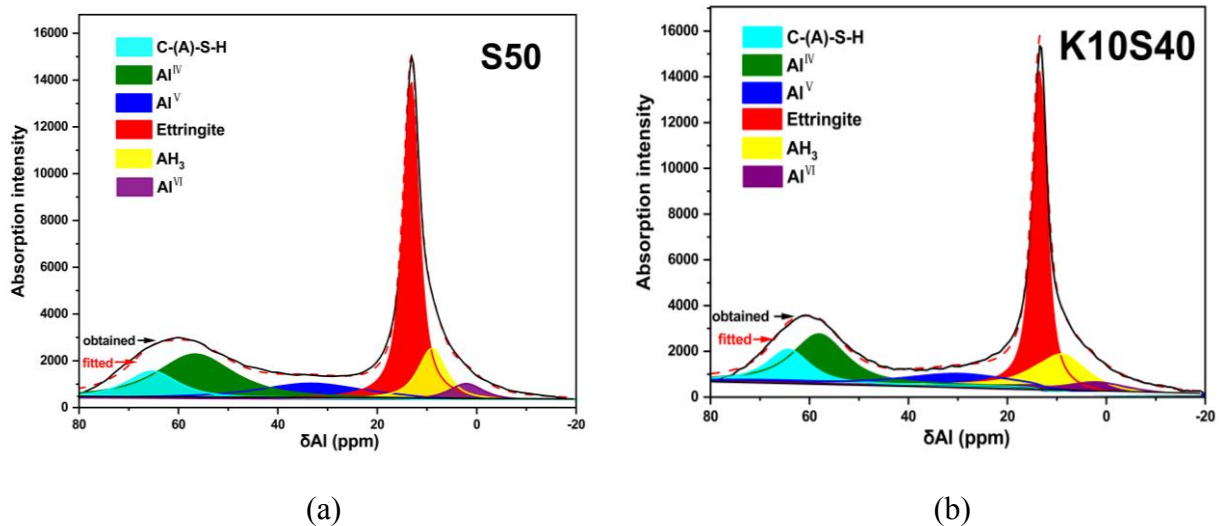 S50
C-(A)-S-H
Al^Ⅳ
Al^Ⅴ
Ettringite
AH₃
Al^Ⅵ
obtained
fitted
Absorption intensity
16000
14000
12000
10000
8000
6000
4000
2000
0
80 60 40 20 0 -20
δAl (ppm)
(a)
K10S40
C-(A)-S-H
Al^Ⅳ
Al^Ⅴ
Ettringite
AH₃
Al^Ⅵ
obtained
fitted
Absorption intensity
16000
14000
12000
10000
8000
6000
4000
2000
0
80 60 40 20 0 -20
δAl (ppm)
(b)